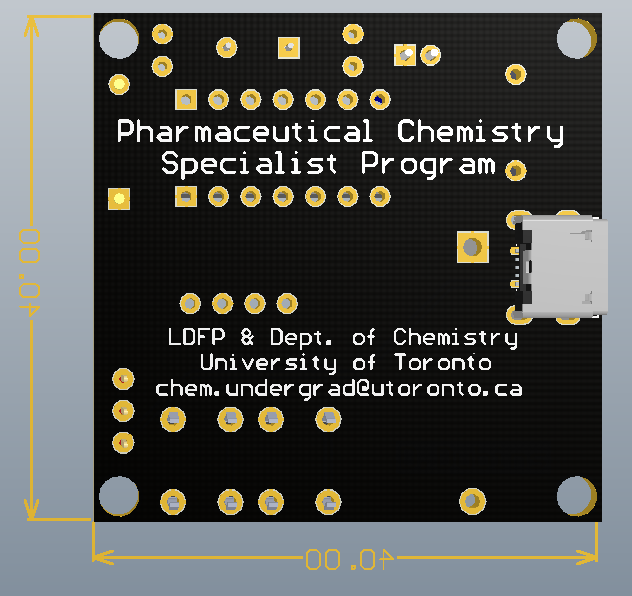 Pharmaceutical Chemistry
Specialist Program
40.00
LDFP & Dept. of Chemistry
University of Toronto
chem.undergrad@utoronto.ca
40.00